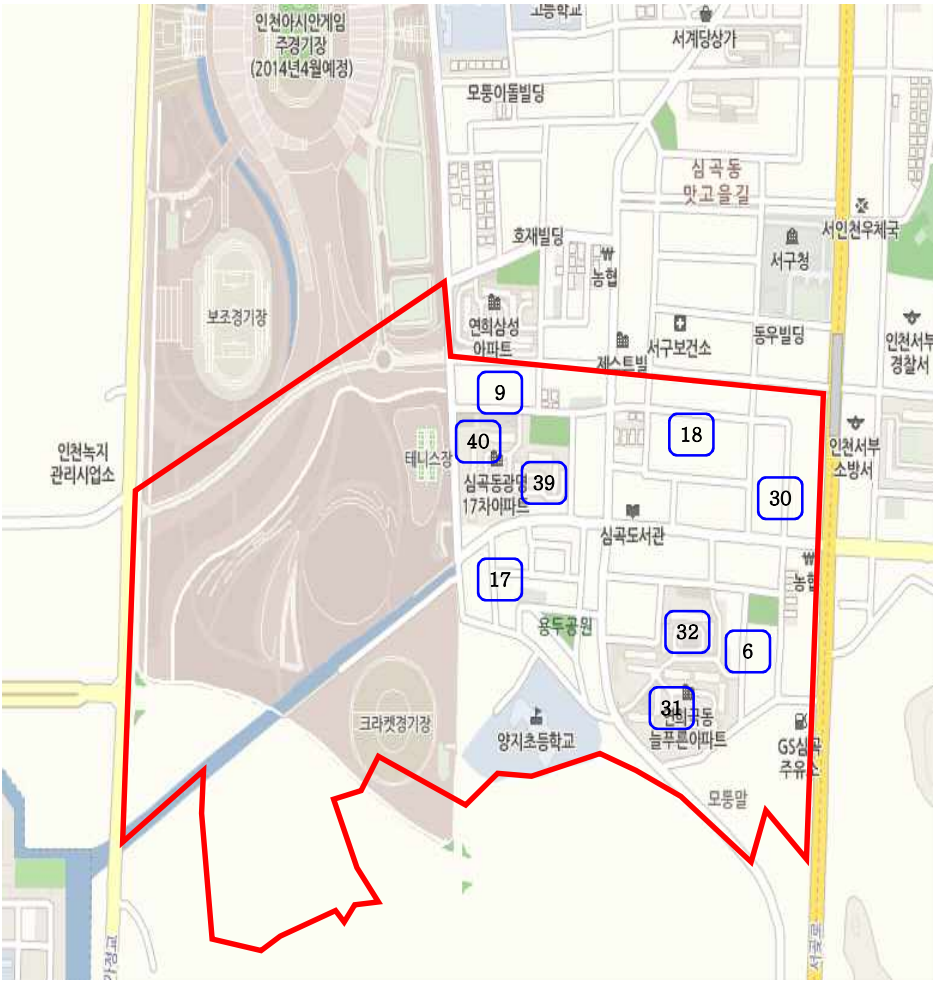 고등학교
인천아시안게임
주경기장
(2014년4월예정)
서계당상가
모퉁이돌빌딩
심곡동
맛고을길
서인천우체국
호재빌딩
농협
서구청
보조경기장
연희삼성
아파트
제스트빌
서구보건소
동우빌딩
인천서부
경찰서
9
40
18
인천녹지
관리사업소
테니스장
심곡동광명
17차아파트
39
30
인천서부
소방서
심곡도서관
농협
17
용두공원
32
6
31
늘푸른아파트
크라켓경기장
양지초등학교
GS심곡
주유소
모퉁말
서곶로